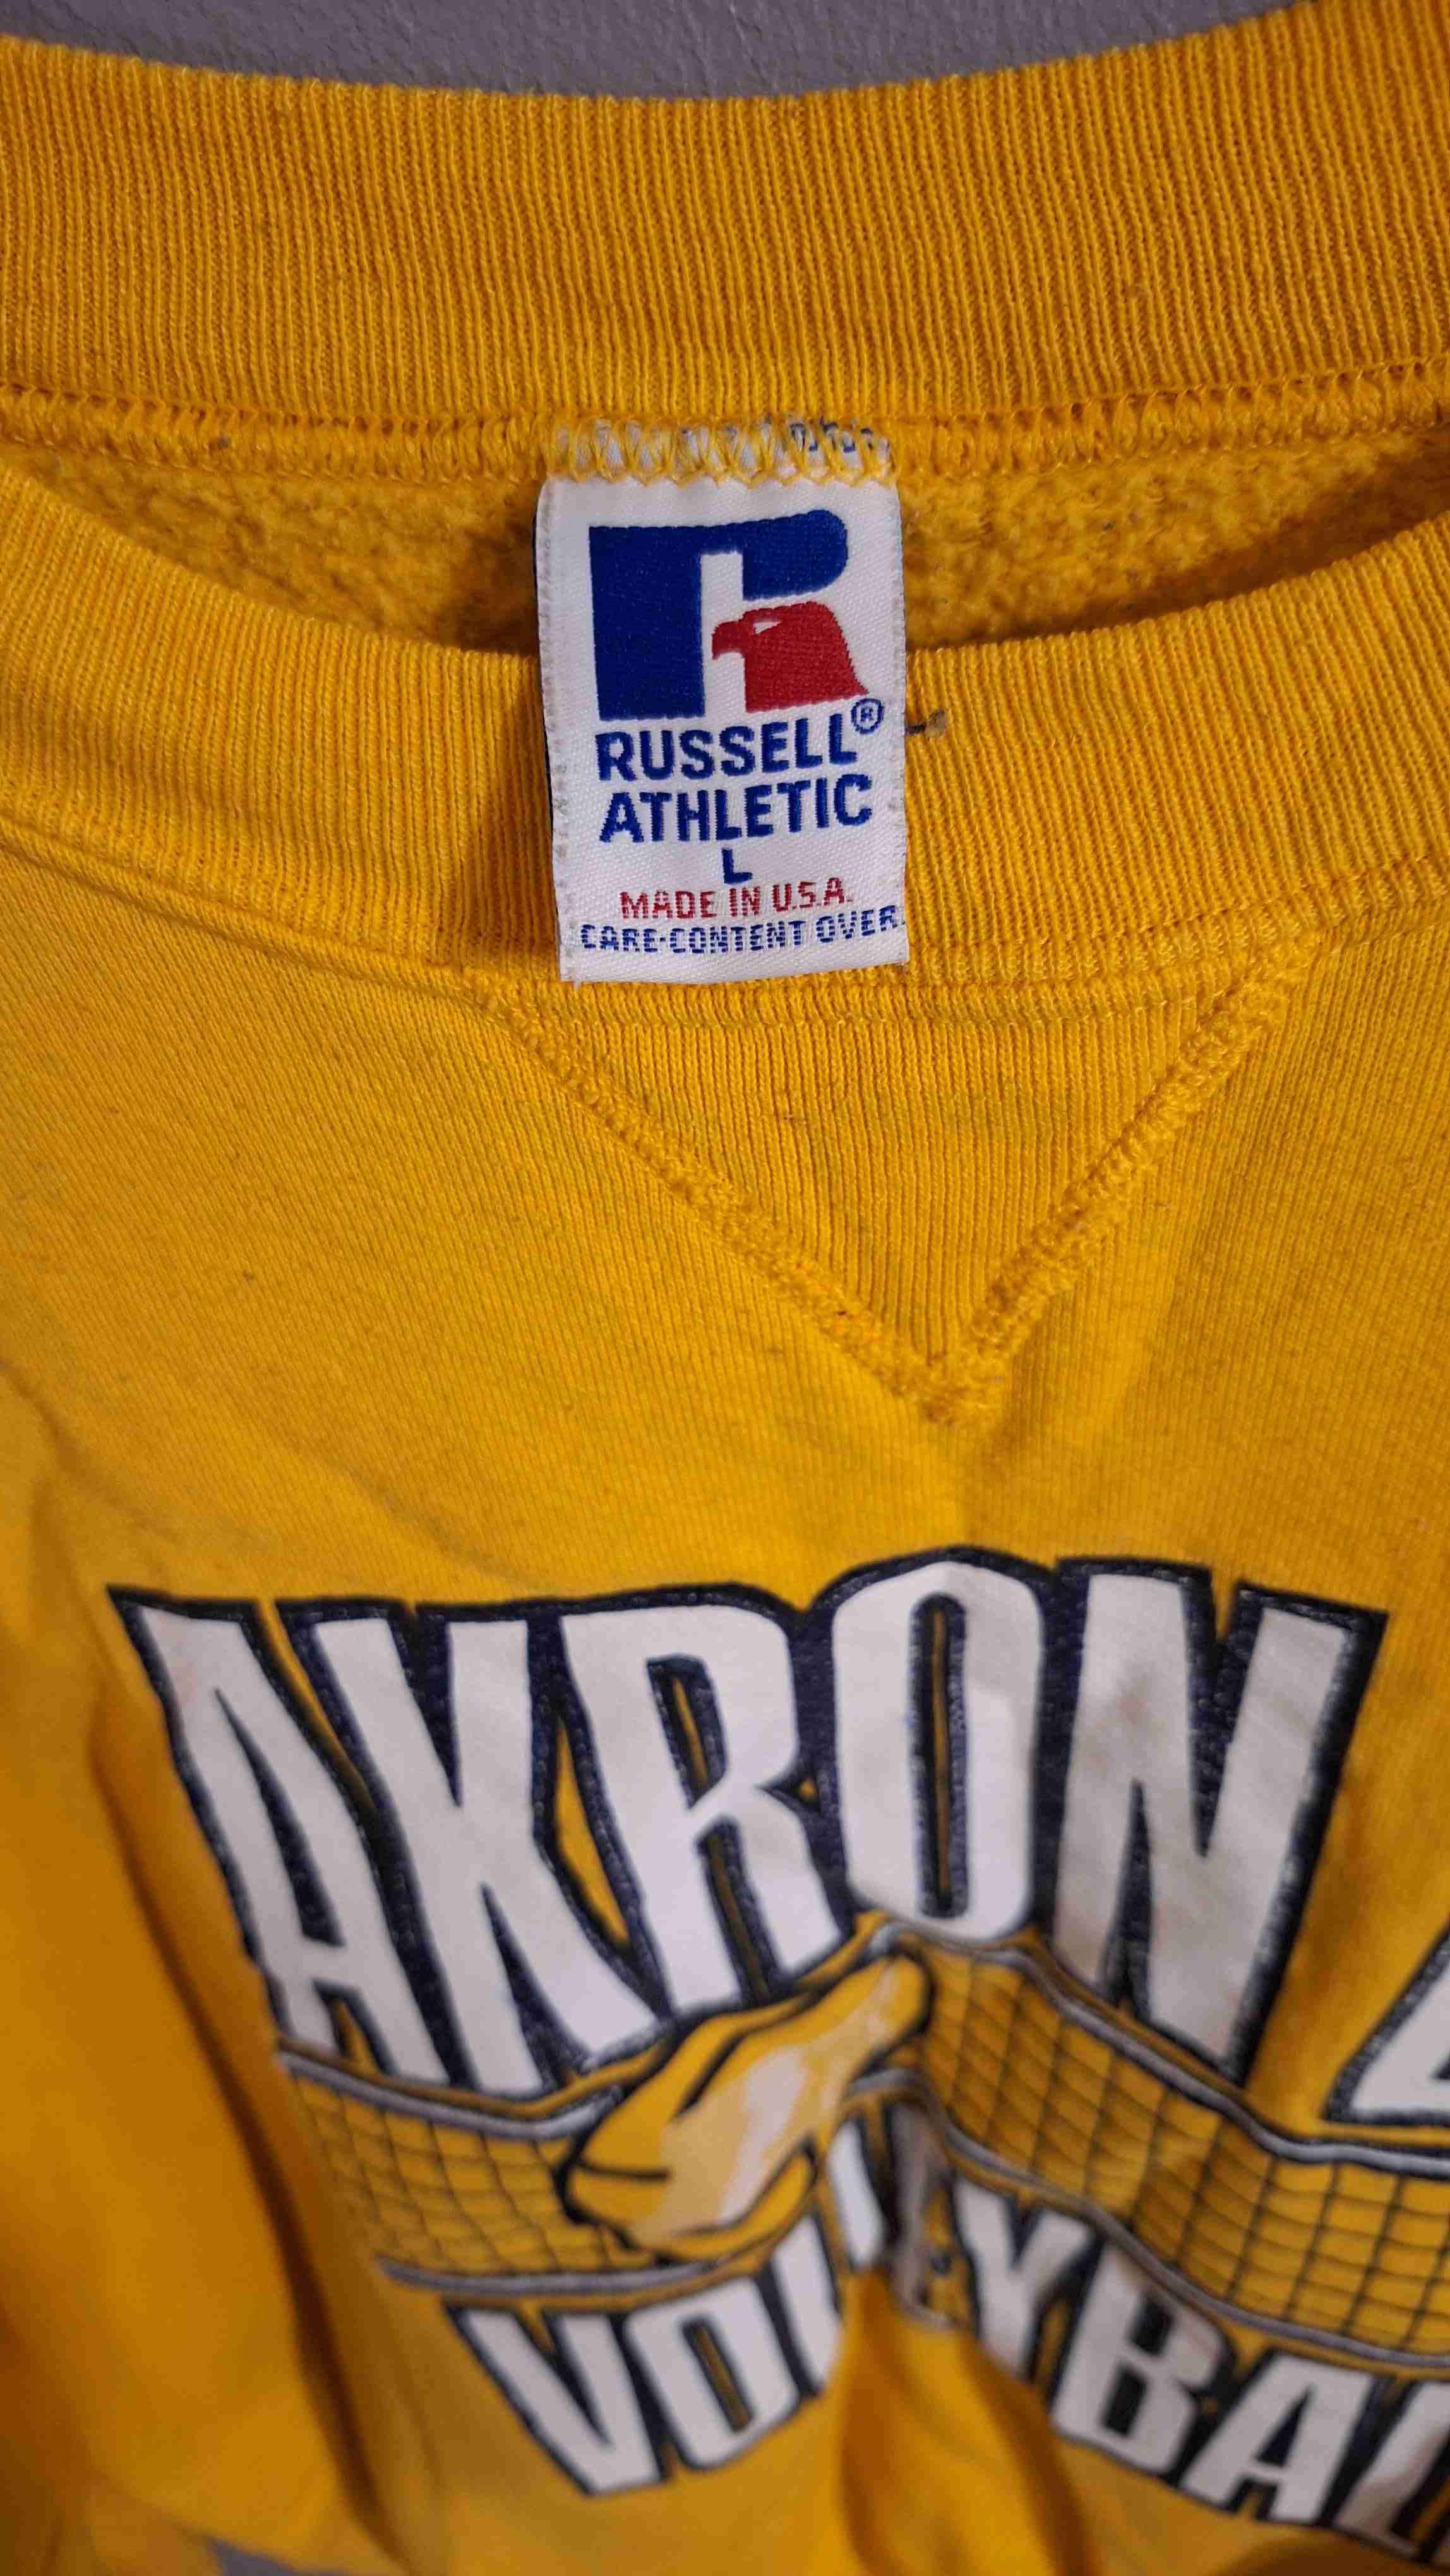 RUSSELL®
ATHLETIC
L
MADE IN U.S.A.
CARE-CONTENT OVER.
AKRON